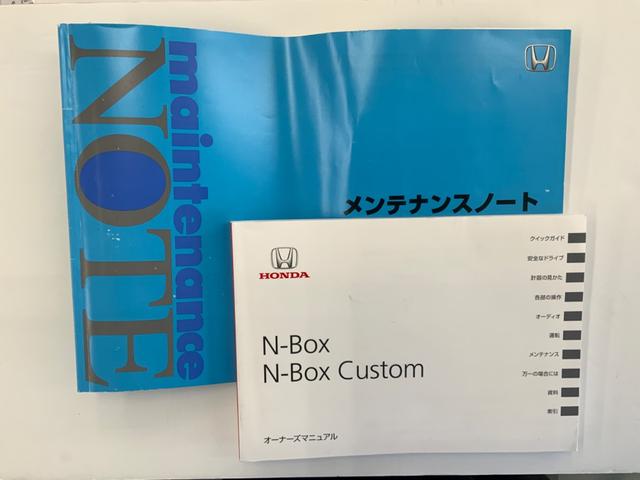 maintenance
NOTE
メンテナンスノート
HONDA
N-Box
N-Box Custom
オーナーズマニュアル
クイックガイド
安全なドライブ
計器の見かた
各部の操作
オーディオ
運転
メンテナンス
万一の場合には
資料
索引